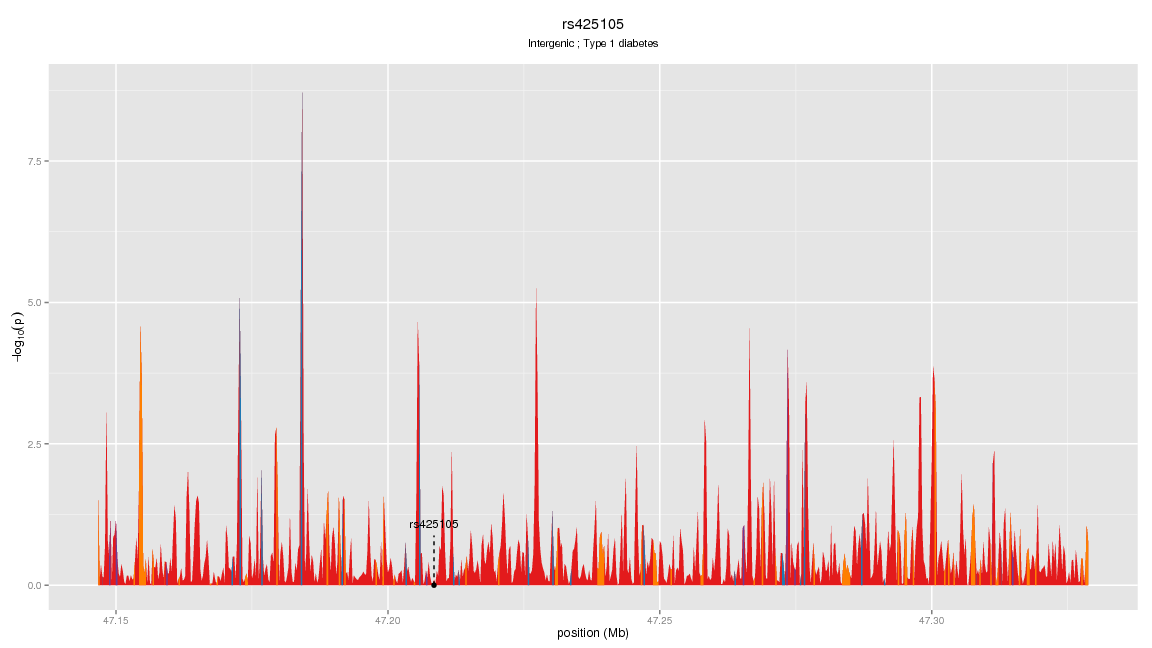 rs425105
Intergenic ; Type 1 diabetes
7.5
5.0
2.5
0.0
−log10(p)
rs425105
47.15
47.20
47.25
47.30
position (Mb)